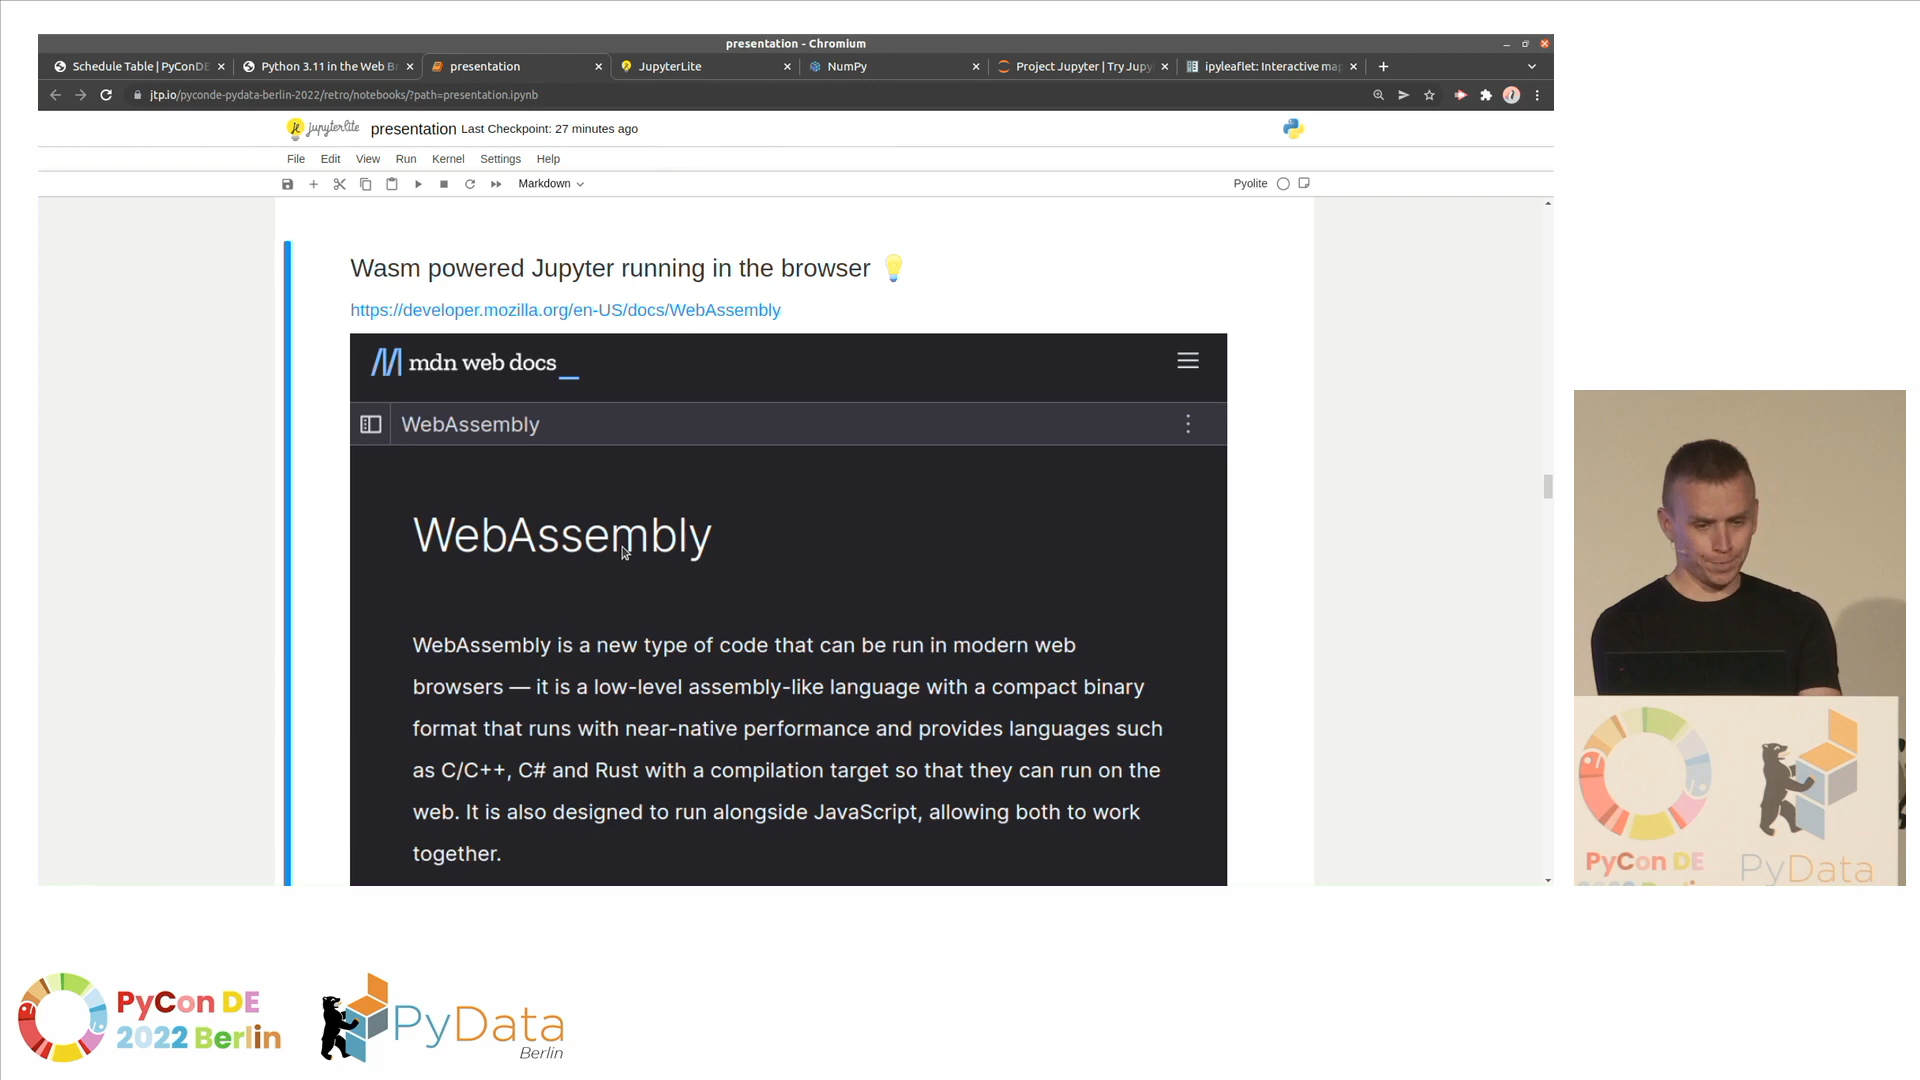 presentation - Chromium
Schedule Table | PyConDE
Python 3.11 in the Web B
presentation
JupyterLite
NumPy
Project Jupyter | Try Jupy
ipyleaflet: Interactive ma
jtp.io/pyconde-pydata-berlin-2022/retro/notebooks/?path=presentation.ipynb
jupyterlite presentation Last Checkpoint: 27 minutes ago
File Edit View Run Kernel Settings Help
Markdown
Pyolite
Wasm powered Jupyter running in the browser 💡
https://developer.mozilla.org/en-US/docs/WebAssembly
mdn web docs_
WebAssembly
WebAssembly
WebAssembly is a new type of code that can be run in modern web
browsers — it is a low-level assembly-like language with a compact binary
format that runs with near-native performance and provides languages such
as C/C++, C# and Rust with a compilation target so that they can run on the
web. It is also designed to run alongside JavaScript, allowing both to work
together.
PyCon DE
PyData
PyCon DE
2022 Berlin
PyData
Berlin